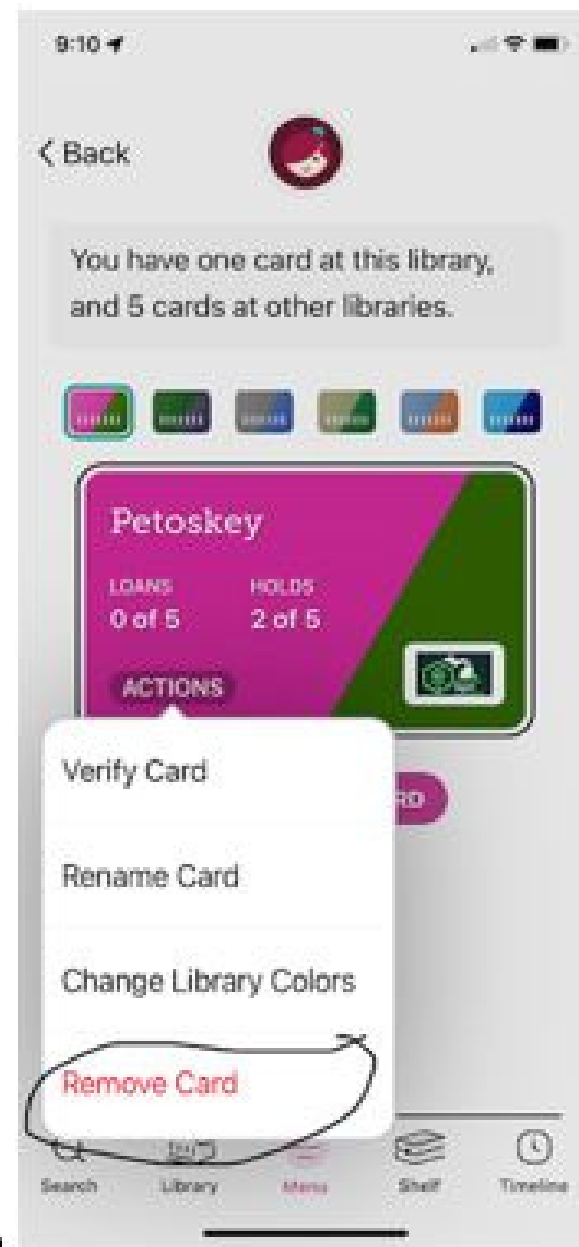 9:10
Back
You have one card at this library,
and 5 cards at other libraries.
Petoskey
LOANS HOLDS
0 of 5 2 of 5
ACTIONS
Verify Card
RD
Rename Card
Change Library Colors
Remove Card
Search Library Menu Shelf Timeline